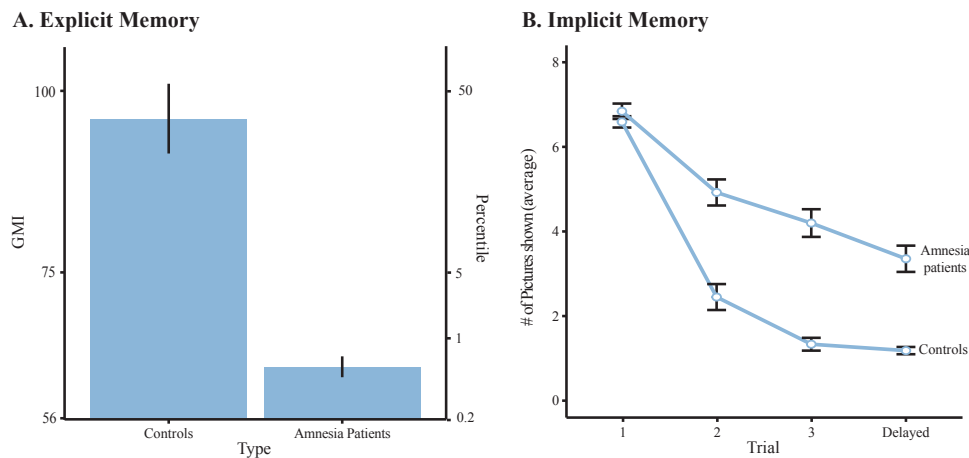 A. Explicit Memory
100
75
56
GMI
50
5
1
0.2
Percentile
Controls
Amnesia Patients
Type
B. Implicit Memory
8
6
4
2
0
# of Pictures shown (average)
Amnesia
patients
Controls
1
2
3
Delayed
Trial